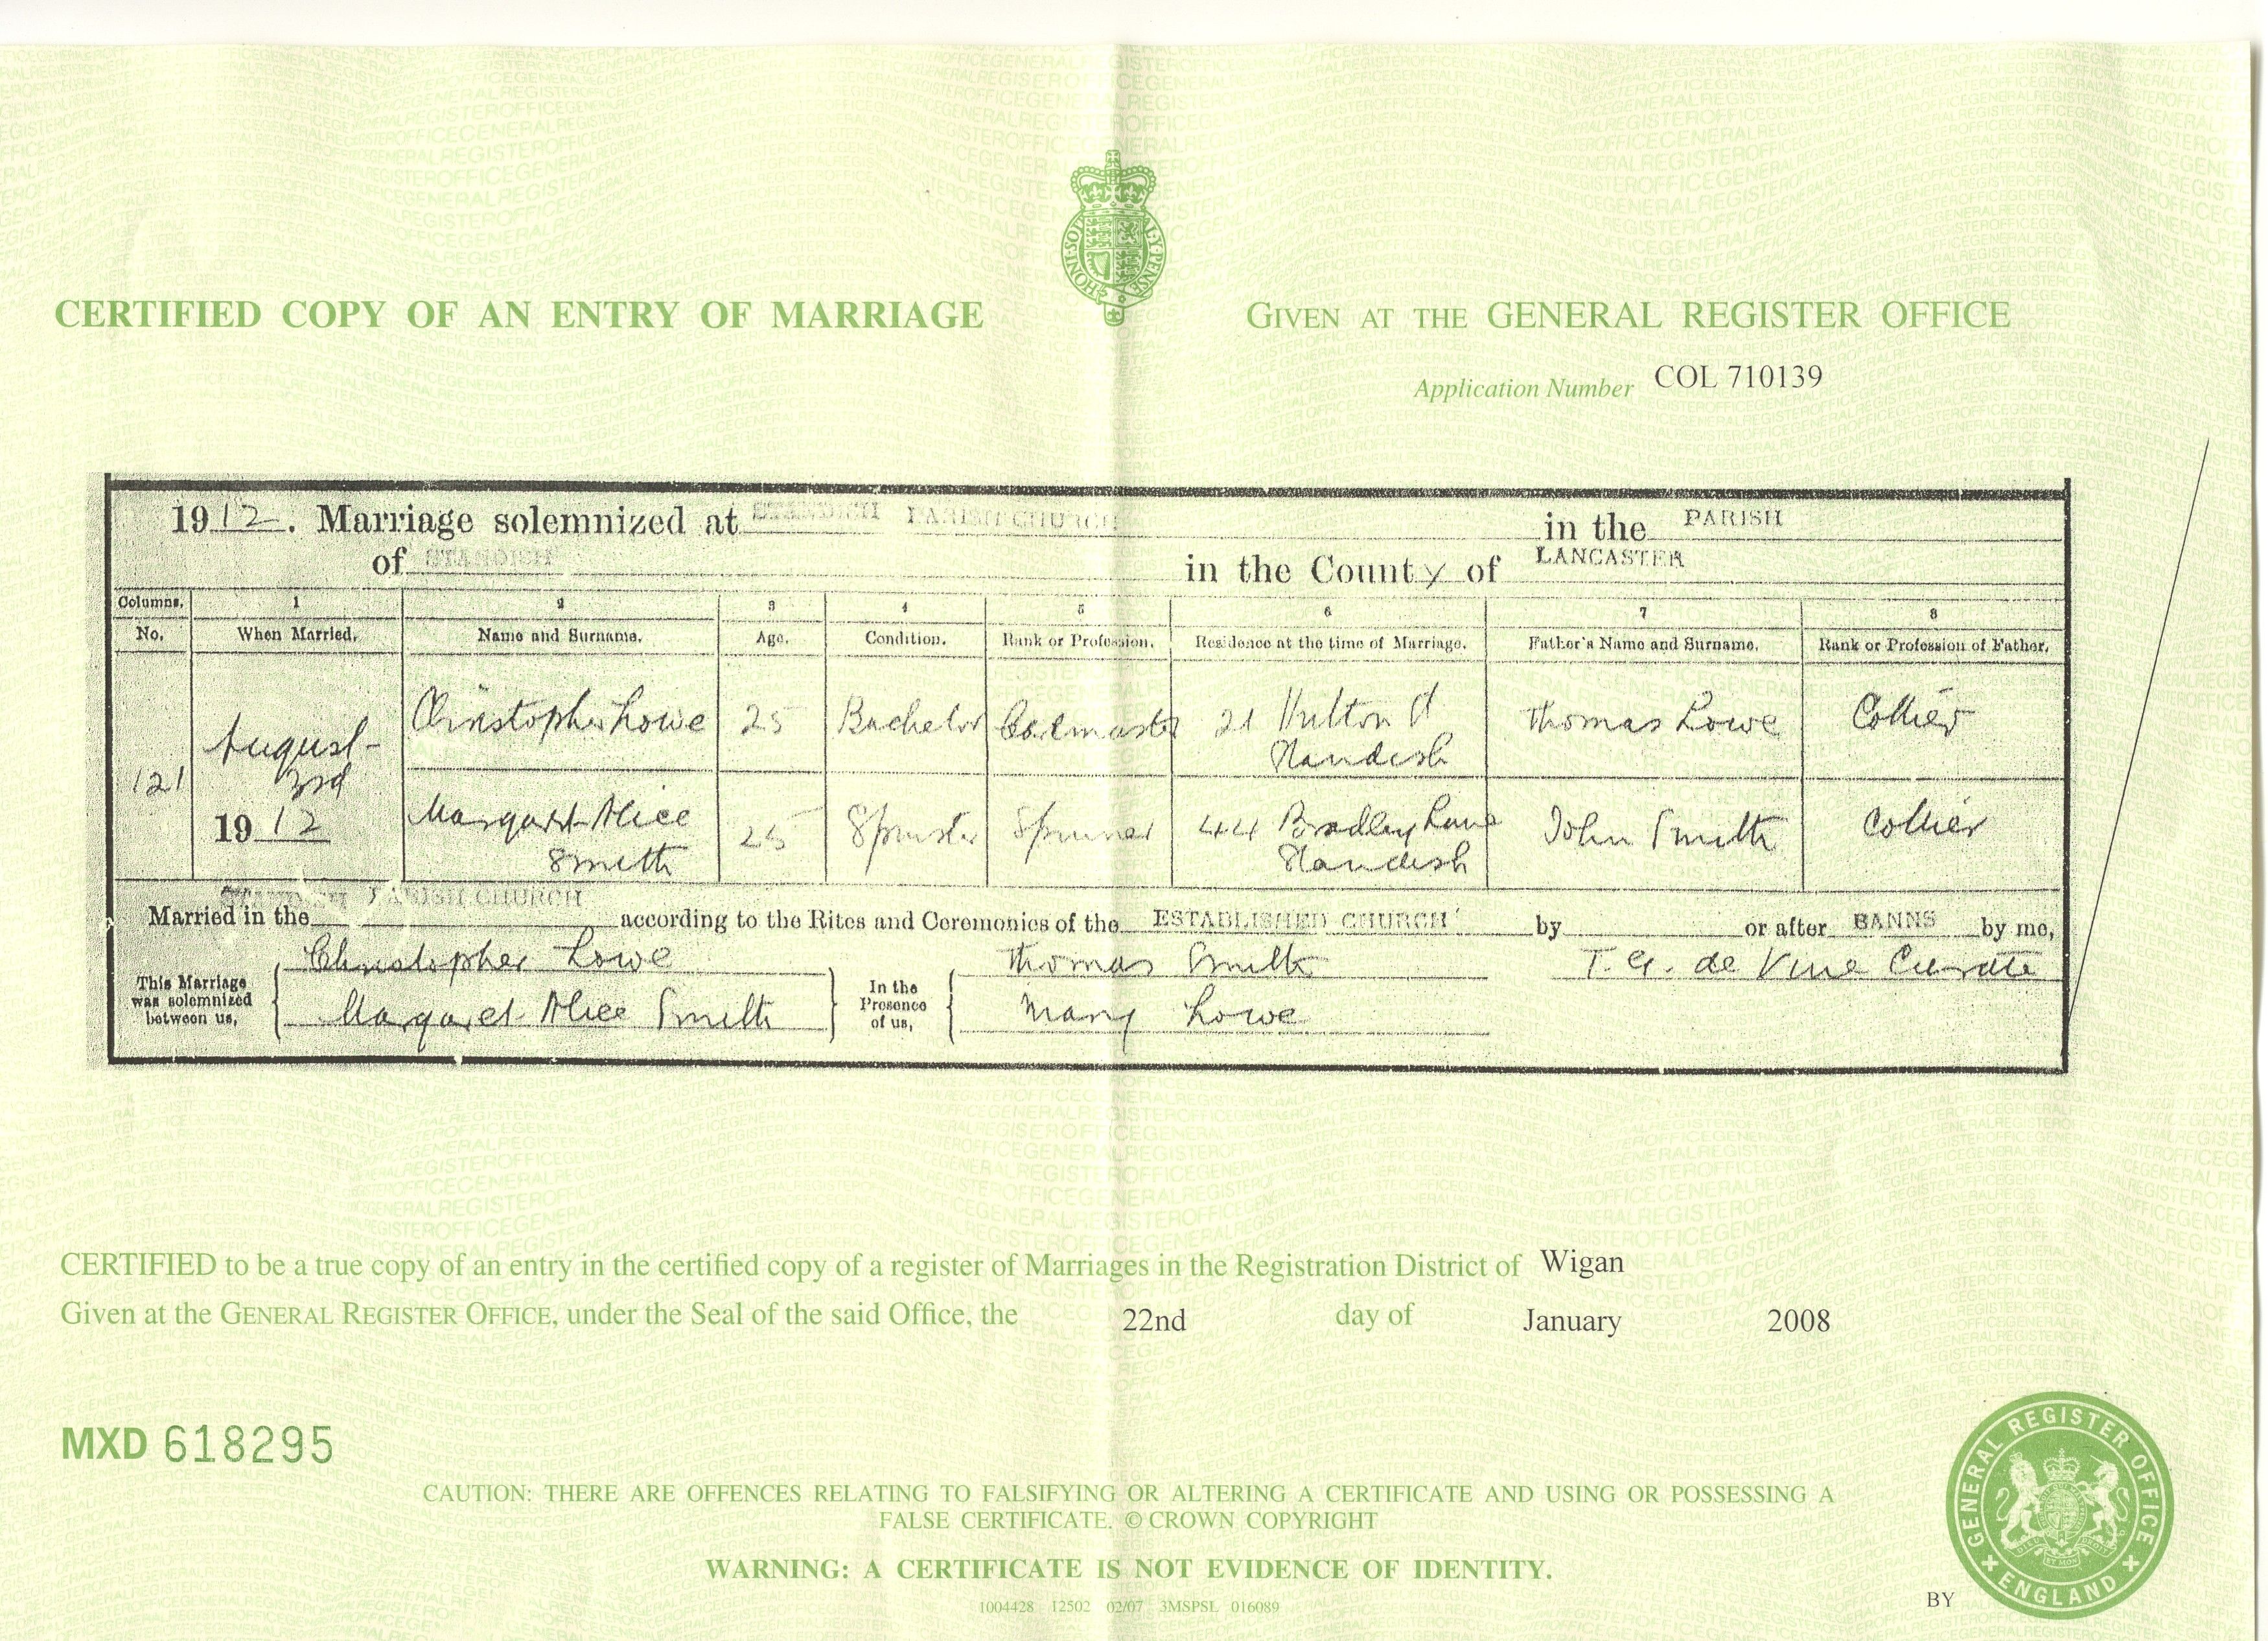 CERTIFIED COPY OF AN ENTRY OF MARRIAGE
GIVEN AT THE GENERAL REGISTER OFFICE
Application Number COL 710139
1912. Marriage solemnized at STANDISH PARISH CHURCH in the PARISH
of STANDISH in the County of LANCASTER
Columns. 1 2 3 4 5 6 7 8
No. When Married. Name and Surname. Age. Condition. Rank or Profession. Residence at the time of Marriage. Father's Name and Surname. Rank or Profession of Father.
121 August 3rd 1912
Christopher Lowe 25 Bachelor 21 Hulton St Standish Thomas Lowe Collier
Margaret Alice Smith 25 Spinster Spinner 44 Bradley Lane Standish John Smith Collier
Married in the STANDISH PARISH CHURCH according to the Rites and Ceremonies of the ESTABLISHED CHURCH by or after BANNS by me,
This Marriage was solemnized between us,
Christopher Lowe
Margaret Alice Smith
In the Presence of us,
Thomas Smith
Mary Lowe
T. G. de Vine Curate
CERTIFIED to be a true copy of an entry in the certified copy of a register of Marriages in the Registration District of Wigan
Given at the GENERAL REGISTER OFFICE, under the Seal of the said Office, the 22nd day of January 2008
MXD 618295
CAUTION: THERE ARE OFFENCES RELATING TO FALSIFYING OR ALTERING A CERTIFICATE AND USING OR POSSESSING A
FALSE CERTIFICATE. © CROWN COPYRIGHT
WARNING: A CERTIFICATE IS NOT EVIDENCE OF IDENTITY.
1004428 12502 02/07 3MSPSL 016089
BY
GENERAL REGISTER OFFICE
ENGLAND